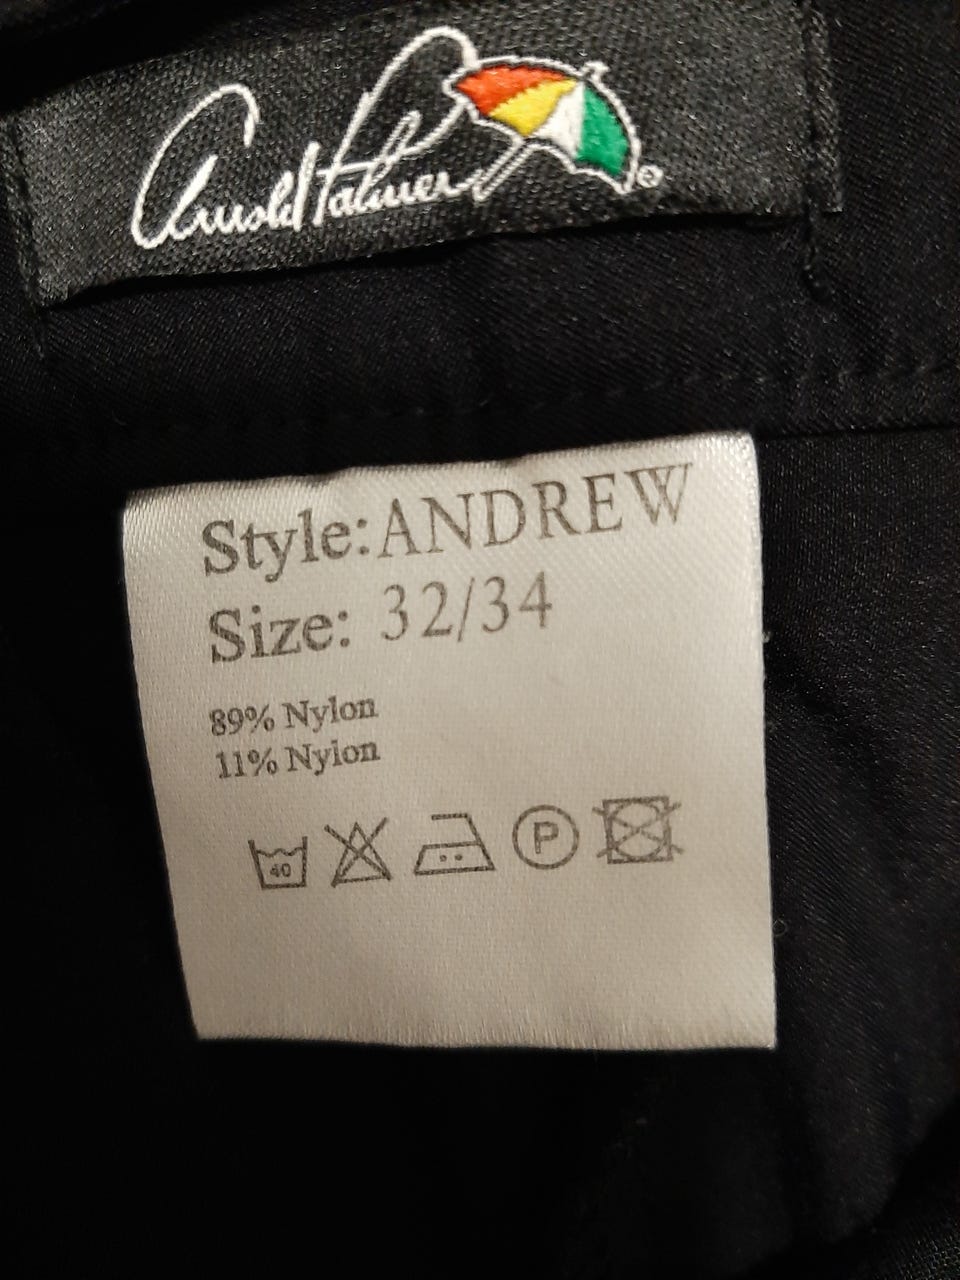 Arnold Palmer ®
Style: ANDREW
Size: 32/34
89% Nylon
11% Nylon
40 P